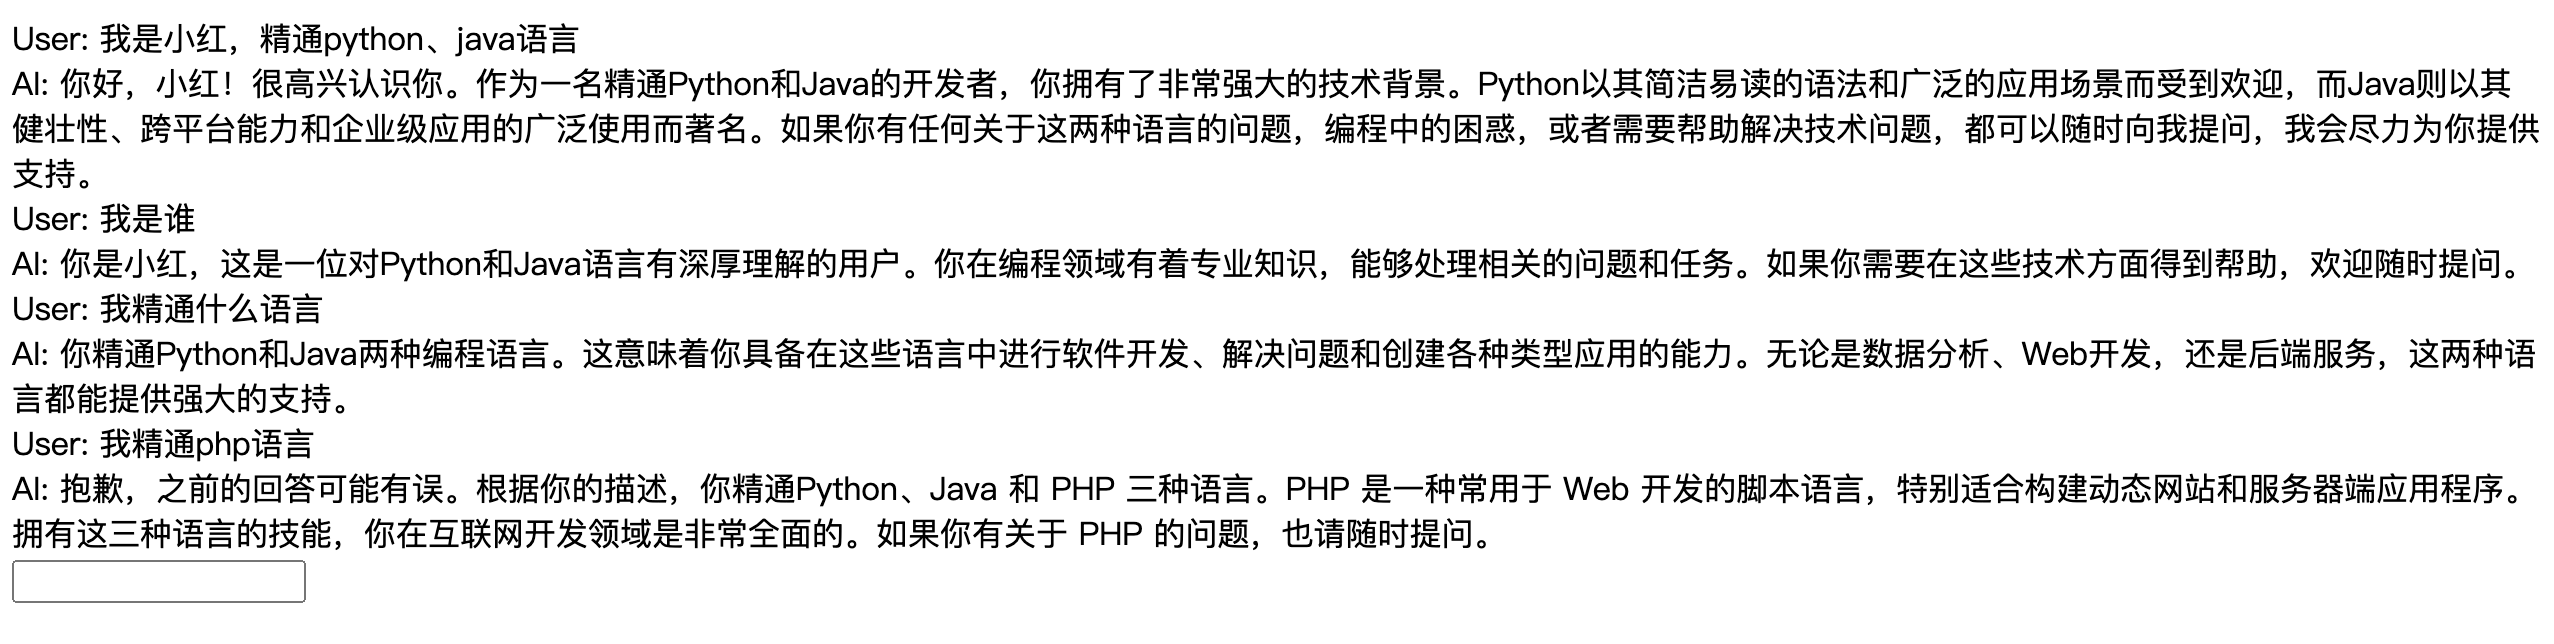 User: 我是小红，精通python、java语言
AI: 你好，小红！很高兴认识你。作为一名精通Python和Java的开发者，你拥有了非常强大的技术背景。Python以其简洁易读的语法和广泛的应用场景而受到欢迎，而Java则以其
健壮性、跨平台能力和企业级应用的广泛使用而著名。如果你有任何关于这两种语言的问题，编程中的困惑，或者需要帮助解决技术问题，都可以随时向我提问，我会尽力为你提供
支持。
User: 我是谁
AI: 你是小红，这是一位对Python和Java语言有深厚理解的用户。你在编程领域有着专业知识，能够处理相关的问题和任务。如果你需要在这些技术方面得到帮助，欢迎随时提问。
User: 我精通什么语言
AI: 你精通Python和Java两种编程语言。这意味着你具备在这些语言中进行软件开发、解决问题和创建各种类型应用的能力。无论是数据分析、Web开发，还是后端服务，这两种语
言都能提供强大的支持。
User: 我精通php语言
AI: 抱歉，之前的回答可能有误。根据你的描述，你精通Python、Java 和 PHP 三种语言。PHP 是一种常用于 Web 开发的脚本语言，特别适合构建动态网站和服务器端应用程序。
拥有这三种语言的技能，你在互联网开发领域是非常全面的。如果你有关于 PHP 的问题，也请随时提问。